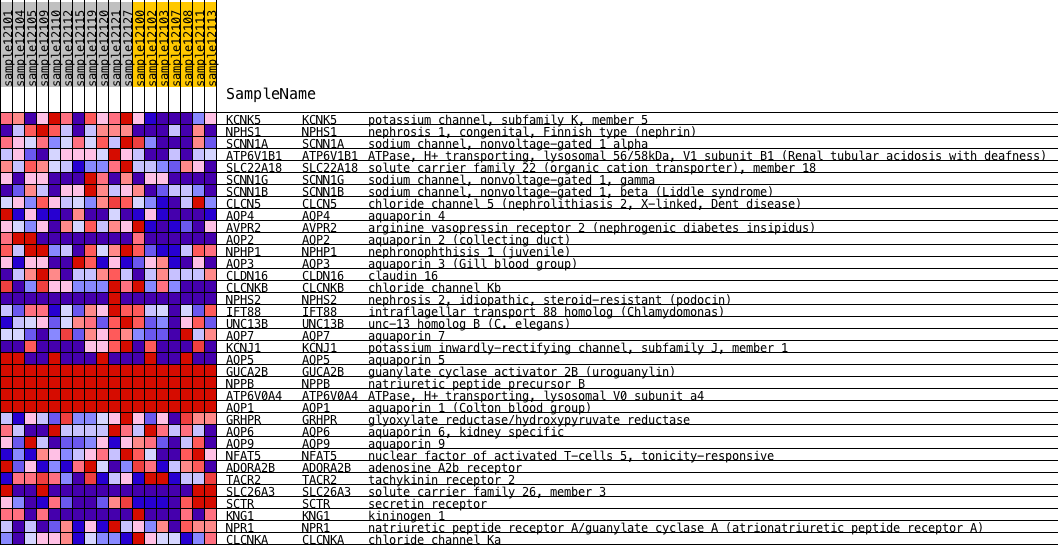 sample12101 sample12104 sample12105 sample12109 sample12110 sample12112 sample12115 sample12119 sample12120 sample12121 sample12127 sample12100 sample12102 sample12103 sample12107 sample12108 sample12111 sample12113
SampleName
KCNK5 KCNK5 potassium channel, subfamily K, member 5
NPHS1 NPHS1 nephrosis 1, congenital, Finnish type (nephrin)
SCNN1A SCNN1A sodium channel, nonvoltage-gated 1 alpha
ATP6V1B1 ATP6V1B1 ATPase, H+ transporting, lysosomal 56/58kDa, V1 subunit B1 (Renal tubular acidosis with deafness)
SLC22A18 SLC22A18 solute carrier family 22 (organic cation transporter), member 18
SCNN1G SCNN1G sodium channel, nonvoltage-gated 1, gamma
SCNN1B SCNN1B sodium channel, nonvoltage-gated 1, beta (Liddle syndrome)
CLCN5 CLCN5 chloride channel 5 (nephrolithiasis 2, X-linked, Dent disease)
AQP4 AQP4 aquaporin 4
AVPR2 AVPR2 arginine vasopressin receptor 2 (nephrogenic diabetes insipidus)
AQP2 AQP2 aquaporin 2 (collecting duct)
NPHP1 NPHP1 nephronophthisis 1 (juvenile)
AQP3 AQP3 aquaporin 3 (Gill blood group)
CLDN16 CLDN16 claudin 16
CLCNKB CLCNKB chloride channel Kb
NPHS2 NPHS2 nephrosis 2, idiopathic, steroid-resistant (podocin)
IFT88 IFT88 intraflagellar transport 88 homolog (Chlamydomonas)
UNC13B UNC13B unc-13 homolog B (C. elegans)
AQP7 AQP7 aquaporin 7
KCNJ1 KCNJ1 potassium inwardly-rectifying channel, subfamily J, member 1
AQP5 AQP5 aquaporin 5
GUCA2B GUCA2B guanylate cyclase activator 2B (uroguanylin)
NPPB NPPB natriuretic peptide precursor B
ATP6V0A4 ATP6V0A4 ATPase, H+ transporting, lysosomal V0 subunit a4
AQP1 AQP1 aquaporin 1 (Colton blood group)
GRHPR GRHPR glyoxylate reductase/hydroxypyruvate reductase
AQP6 AQP6 aquaporin 6, kidney specific
AQP9 AQP9 aquaporin 9
NFAT5 NFAT5 nuclear factor of activated T-cells 5, tonicity-responsive
ADORA2B ADORA2B adenosine A2b receptor
TACR2 TACR2 tachykinin receptor 2
SLC26A3 SLC26A3 solute carrier family 26, member 3
SCTR SCTR secretin receptor
KNG1 KNG1 kininogen 1
NPR1 NPR1 natriuretic peptide receptor A/guanylate cyclase A (atrionatriuretic peptide receptor A)
CLCNKA CLCNKA chloride channel Ka